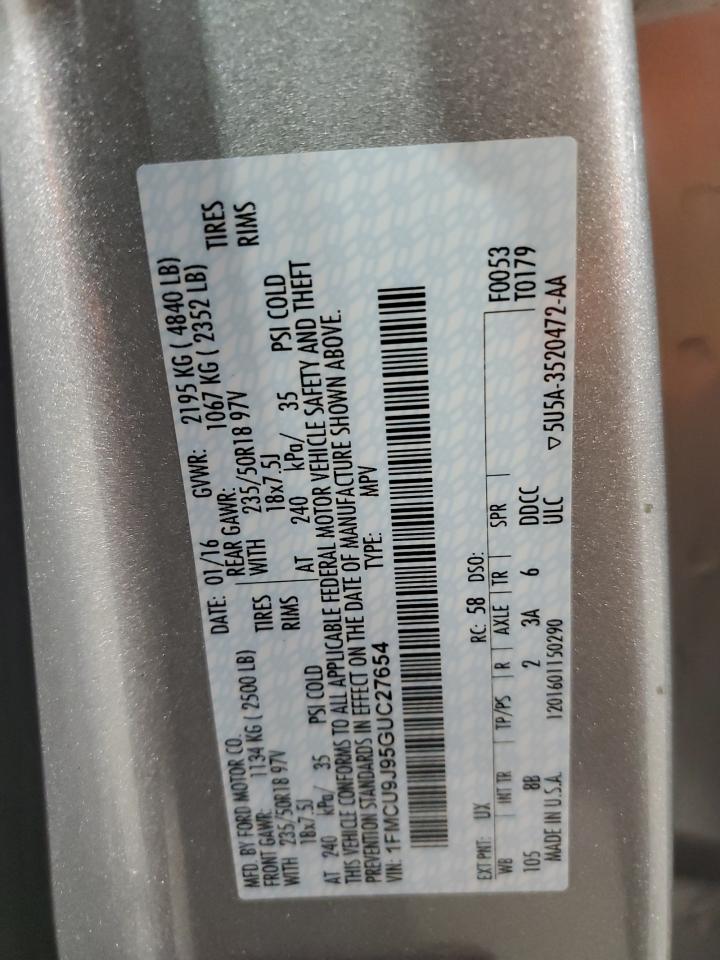 MFD. BY FORD MOTOR CO. DATE: 01/16 GVWR: 2195 KG ( 4840 LB)
FRONT GAWR: 1134 KG ( 2500 LB) REAR GAWR: 1067 KG ( 2352 LB)
WITH 235/50R18 97V TIRES WITH 235/50R18 97V TIRES
18x7.5J RIMS 18x7.5J RIMS
AT 240 kPa/ 35 PSI COLD AT 240 kPa/ 35 PSI COLD
THIS VEHICLE CONFORMS TO ALL APPLICABLE FEDERAL MOTOR VEHICLE SAFETY AND THEFT
PREVENTION STANDARDS IN EFFECT ON THE DATE OF MANUFACTURE SHOWN ABOVE.
VIN: 1FMCU9J95GUC27654 TYPE: MPV
EXT PNT: UX RC: 58 DSO: F0053
WB INT TR TP/PS R AXLE TR SPR T0179
105 8B 2 3A 6 DDCC
MADE IN U.S.A. 1201601150290 ULC ▽5U5A-3520472-AA